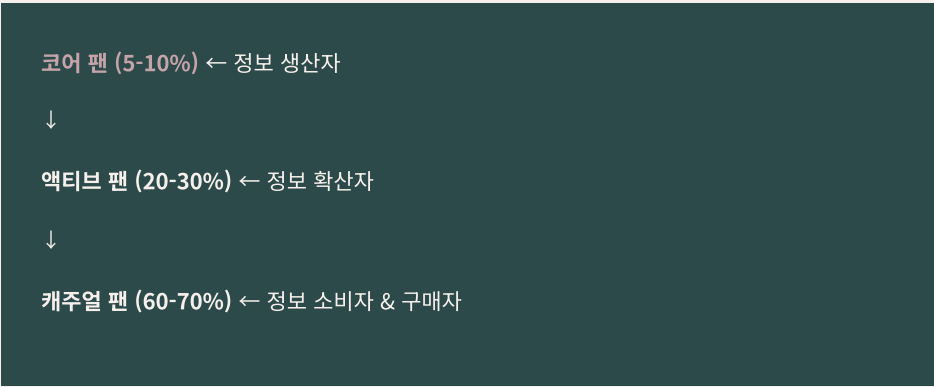 코어 팬 (5-10%) ← 정보 생산자
↓
액티브 팬 (20-30%) ← 정보 확산자
↓
캐주얼 팬 (60-70%) ← 정보 소비자 & 구매자